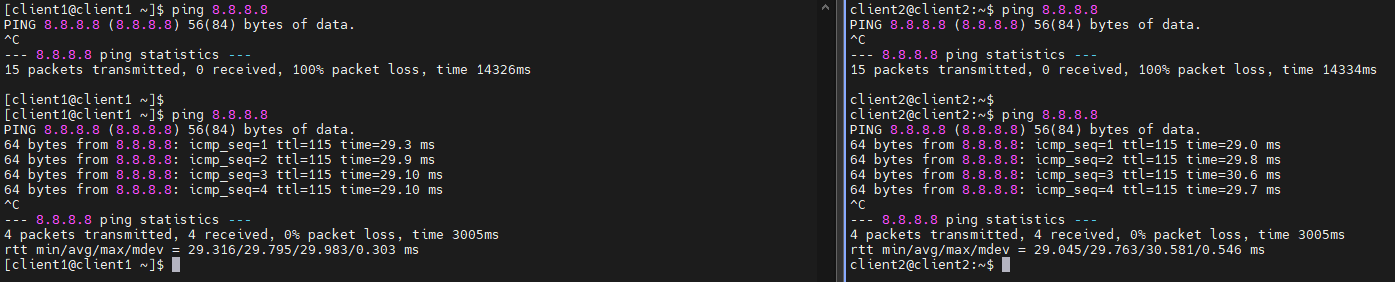 [client1@client1 ~]$ ping 8.8.8.8
PING 8.8.8.8 (8.8.8.8) 56(84) bytes of data.
^C
--- 8.8.8.8 ping statistics ---
15 packets transmitted, 0 received, 100% packet loss, time 14326ms
[client1@client1 ~]$
[client1@client1 ~]$ ping 8.8.8.8
PING 8.8.8.8 (8.8.8.8) 56(84) bytes of data.
64 bytes from 8.8.8.8: icmp_seq=1 ttl=115 time=29.3 ms
64 bytes from 8.8.8.8: icmp_seq=2 ttl=115 time=29.9 ms
64 bytes from 8.8.8.8: icmp_seq=3 ttl=115 time=29.10 ms
64 bytes from 8.8.8.8: icmp_seq=4 ttl=115 time=29.10 ms
^C
--- 8.8.8.8 ping statistics ---
4 packets transmitted, 4 received, 0% packet loss, time 3005ms
rtt min/avg/max/mdev = 29.316/29.795/29.983/0.303 ms
[client1@client1 ~]$
client2@client2:~$ ping 8.8.8.8
PING 8.8.8.8 (8.8.8.8) 56(84) bytes of data.
^C
--- 8.8.8.8 ping statistics ---
15 packets transmitted, 0 received, 100% packet loss, time 14334ms
client2@client2:~$
client2@client2:~$ ping 8.8.8.8
PING 8.8.8.8 (8.8.8.8) 56(84) bytes of data.
64 bytes from 8.8.8.8: icmp_seq=1 ttl=115 time=29.0 ms
64 bytes from 8.8.8.8: icmp_seq=2 ttl=115 time=29.8 ms
64 bytes from 8.8.8.8: icmp_seq=3 ttl=115 time=30.6 ms
64 bytes from 8.8.8.8: icmp_seq=4 ttl=115 time=29.7 ms
^C
--- 8.8.8.8 ping statistics ---
4 packets transmitted, 4 received, 0% packet loss, time 3005ms
rtt min/avg/max/mdev = 29.045/29.763/30.581/0.546 ms
client2@client2:~$